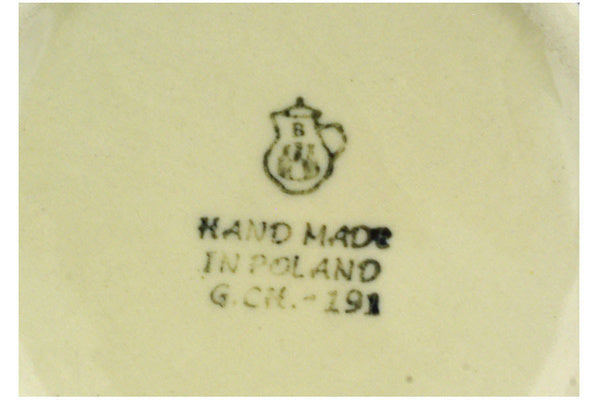 B
HAND MADE
IN POLAND
G.CH.-191